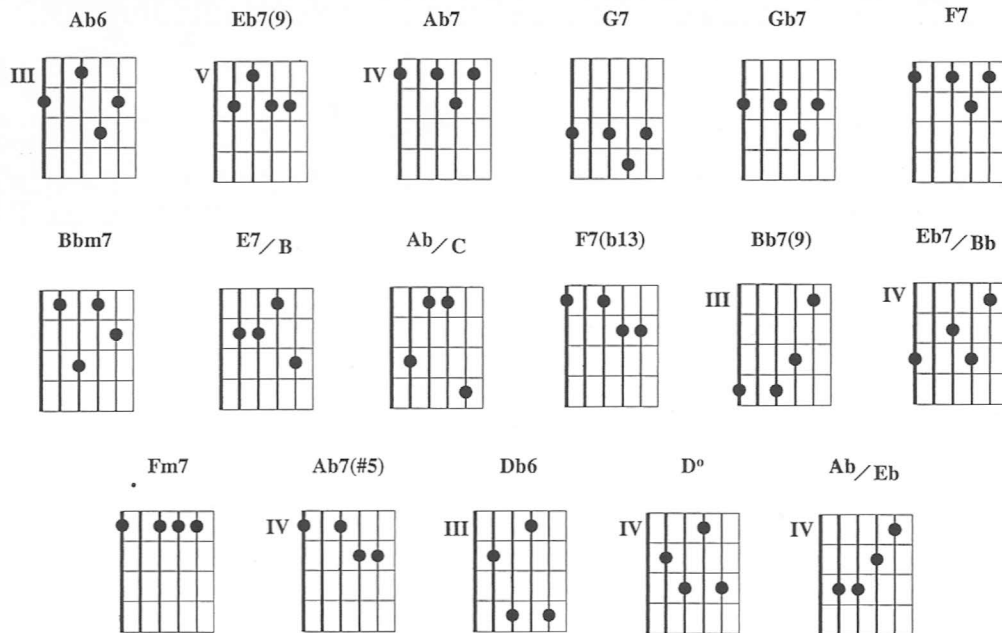 Ab6 Eb7(9) Ab7 G7 Gb7 F7
III V IV
Bbm7 E7/B Ab/C F7(b13) Bb7(9) Eb7/Bb
III IV
Fm7 Ab7(#5) Db6 Dº Ab/Eb
IV III IV IV